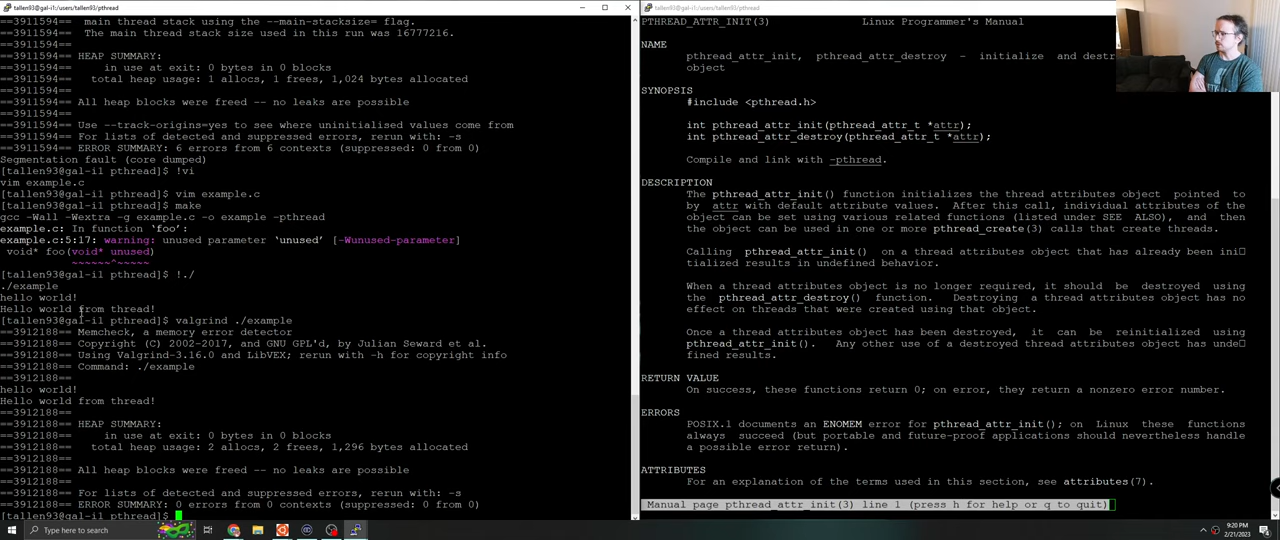 tallen93@gal-i1:/users/tallen93/pthread
==3911594==   main thread stack using the --main-stacksize= flag.
==3911594==   The main thread stack size used in this run was 16777216.
==3911594==
==3911594== HEAP SUMMARY:
==3911594==     in use at exit: 0 bytes in 0 blocks
==3911594==   total heap usage: 1 allocs, 1 frees, 1,024 bytes allocated
==3911594==
==3911594== All heap blocks were freed -- no leaks are possible
==3911594==
==3911594== Use --track-origins=yes to see where uninitialised values come from
==3911594== For lists of detected and suppressed errors, rerun with: -s
==3911594== ERROR SUMMARY: 6 errors from 6 contexts (suppressed: 0 from 0)
Segmentation fault (core dumped)
[tallen93@gal-i1 pthread]$ !vi
vim example.c
[tallen93@gal-i1 pthread]$ vim example.c
[tallen93@gal-i1 pthread]$ make
gcc -Wall -Wextra -g example.c -o example -pthread
example.c: In function ‘foo’:
example.c:5:17: warning: unused parameter ‘unused’ [-Wunused-parameter]
 void* foo(void* unused)
           ~~~~~~^~~~~~
[tallen93@gal-i1 pthread]$ !./
./example
hello world!
Hello world from thread!
[tallen93@gal-i1 pthread]$ valgrind ./example
==3912188== Memcheck, a memory error detector
==3912188== Copyright (C) 2002-2017, and GNU GPL'd, by Julian Seward et al.
==3912188== Using Valgrind-3.16.0 and LibVEX; rerun with -h for copyright info
==3912188== Command: ./example
==3912188==
hello world!
Hello world from thread!
==3912188==
==3912188== HEAP SUMMARY:
==3912188==     in use at exit: 0 bytes in 0 blocks
==3912188==   total heap usage: 2 allocs, 2 frees, 1,296 bytes allocated
==3912188==
==3912188== All heap blocks were freed -- no leaks are possible
==3912188==
==3912188== For lists of detected and suppressed errors, rerun with: -s
==3912188== ERROR SUMMARY: 0 errors from 0 contexts (suppressed: 0 from 0)
[tallen93@gal-i1 pthread]$
tallen93@gal-i1:/users/tallen93/pthread
PTHREAD_ATTR_INIT(3) Linux Programmer's Manual
NAME
pthread_attr_init, pthread_attr_destroy - initialize and destr
object
SYNOPSIS
#include <pthread.h>
int pthread_attr_init(pthread_attr_t *attr);
int pthread_attr_destroy(pthread_attr_t *attr);
Compile and link with -pthread.
DESCRIPTION
The pthread_attr_init() function initializes the thread attributes object pointed to
by attr with default attribute values. After this call, individual attributes of the
object can be set using various related functions (listed under SEE ALSO), and then
the object can be used in one or more pthread_create(3) calls that create threads.
Calling pthread_attr_init() on a thread attributes object that has already been ini
tialized results in undefined behavior.
When a thread attributes object is no longer required, it should be destroyed using
the pthread_attr_destroy() function. Destroying a thread attributes object has no
effect on threads that were created using that object.
Once a thread attributes object has been destroyed, it can be reinitialized using
pthread_attr_init(). Any other use of a destroyed thread attributes object has unde
fined results.
RETURN VALUE
On success, these functions return 0; on error, they return a nonzero error number.
ERRORS
POSIX.1 documents an ENOMEM error for pthread_attr_init(); on Linux these functions
always succeed (but portable and future-proof applications should nevertheless handle
a possible error return).
ATTRIBUTES
For an explanation of the terms used in this section, see attributes(7).
Manual page pthread_attr_init(3) line 1 (press h for help or q to quit)
Type here to search
9:20 PM
2/21/2023